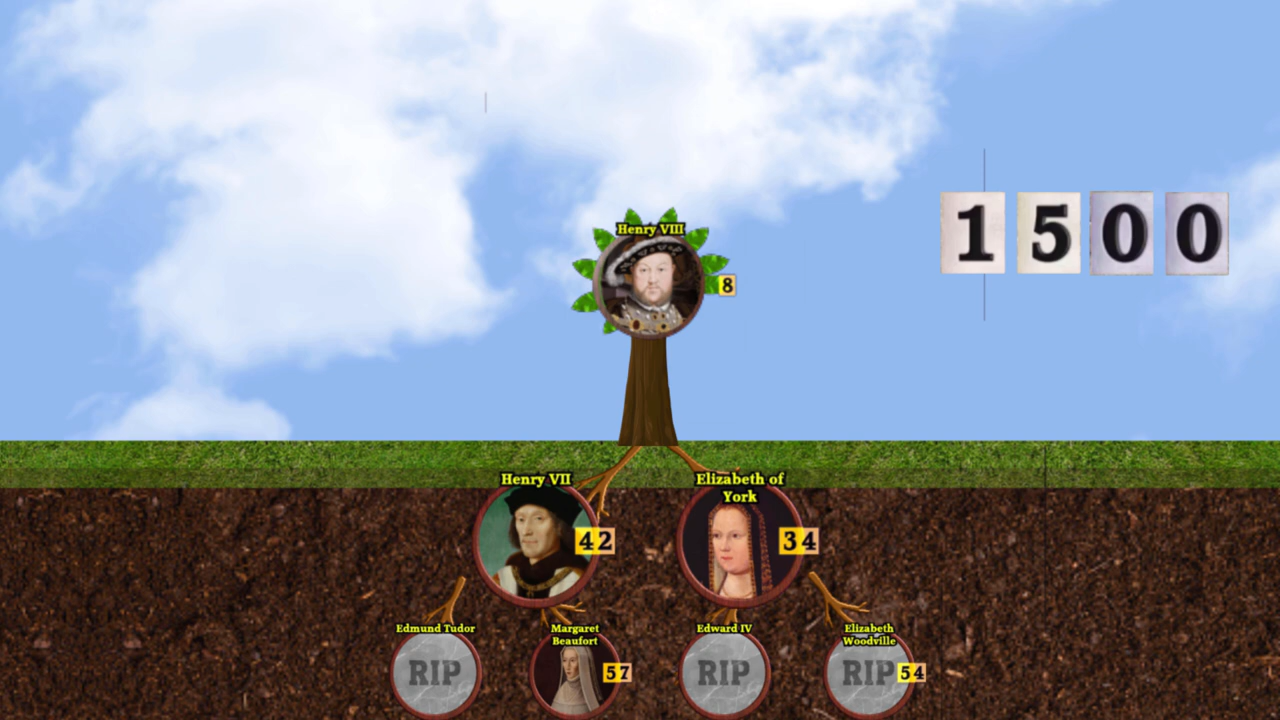 Henry VIII
8
1500
Henry VII
42
Elizabeth of
York
34
Edmund Tudor
RIP
Margaret
Beaufort
57
Edward IV
RIP
Elizabeth
Woodville
RIP
54